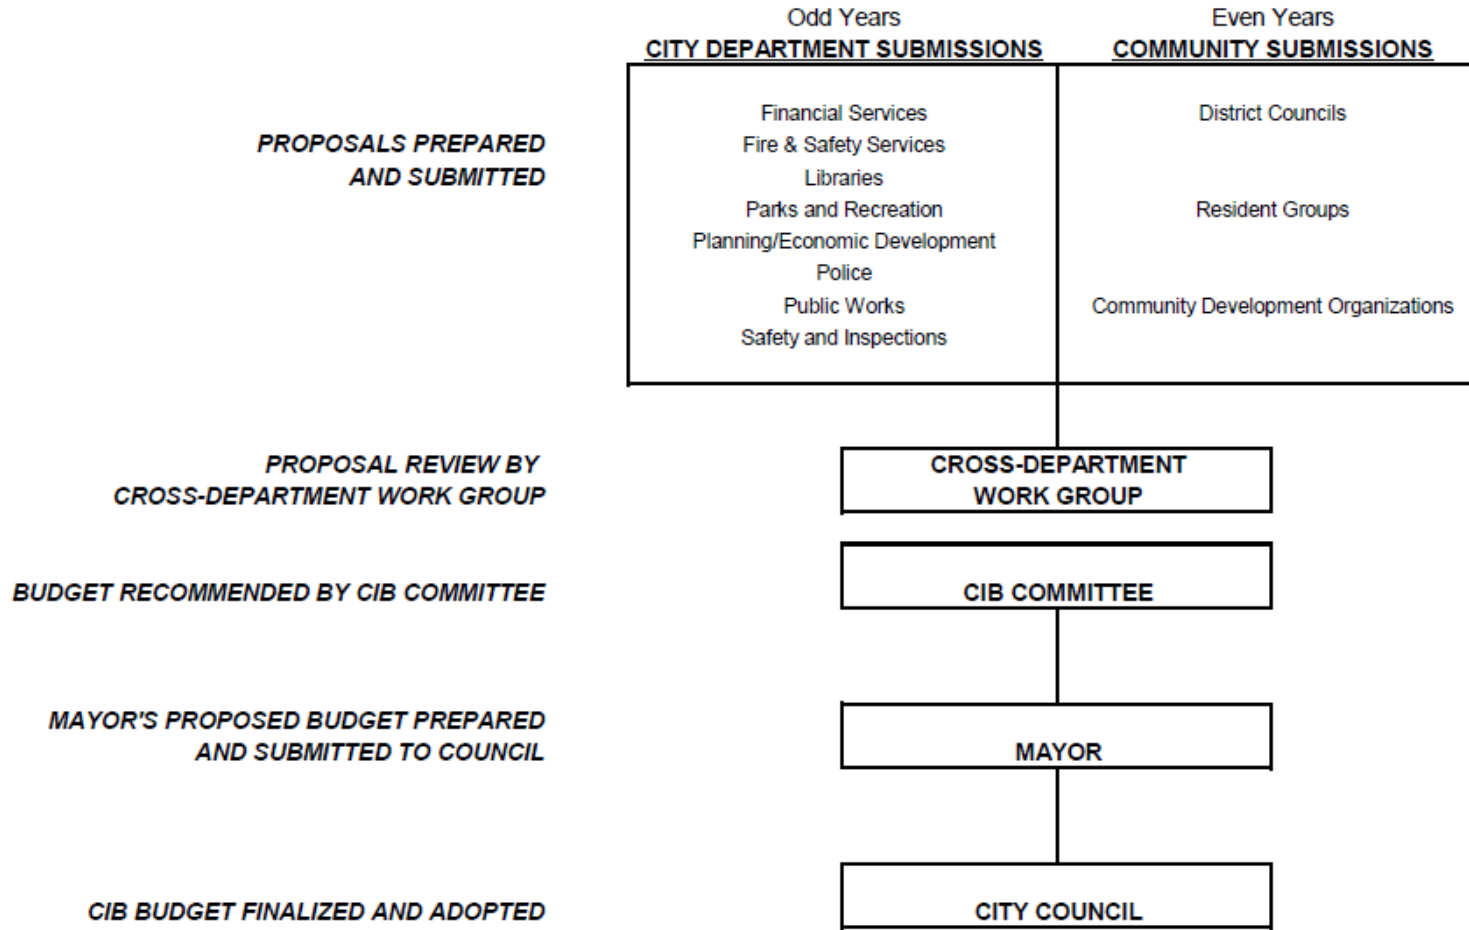 Odd Years
Even Years
CITY DEPARTMENT SUBMISSIONS
COMMUNITY SUBMISSIONS
PROPOSALS PREPARED
AND SUBMITTED
Financial Services
Fire & Safety Services
Libraries
Parks and Recreation
Planning/Economic Development
Police
Public Works
Safety and Inspections
District Councils
Resident Groups
Community Development Organizations
PROPOSAL REVIEW BY
CROSS-DEPARTMENT WORK GROUP
CROSS-DEPARTMENT
WORK GROUP
BUDGET RECOMMENDED BY CIB COMMITTEE
CIB COMMITTEE
MAYOR'S PROPOSED BUDGET PREPARED
AND SUBMITTED TO COUNCIL
MAYOR
CIB BUDGET FINALIZED AND ADOPTED
CITY COUNCIL